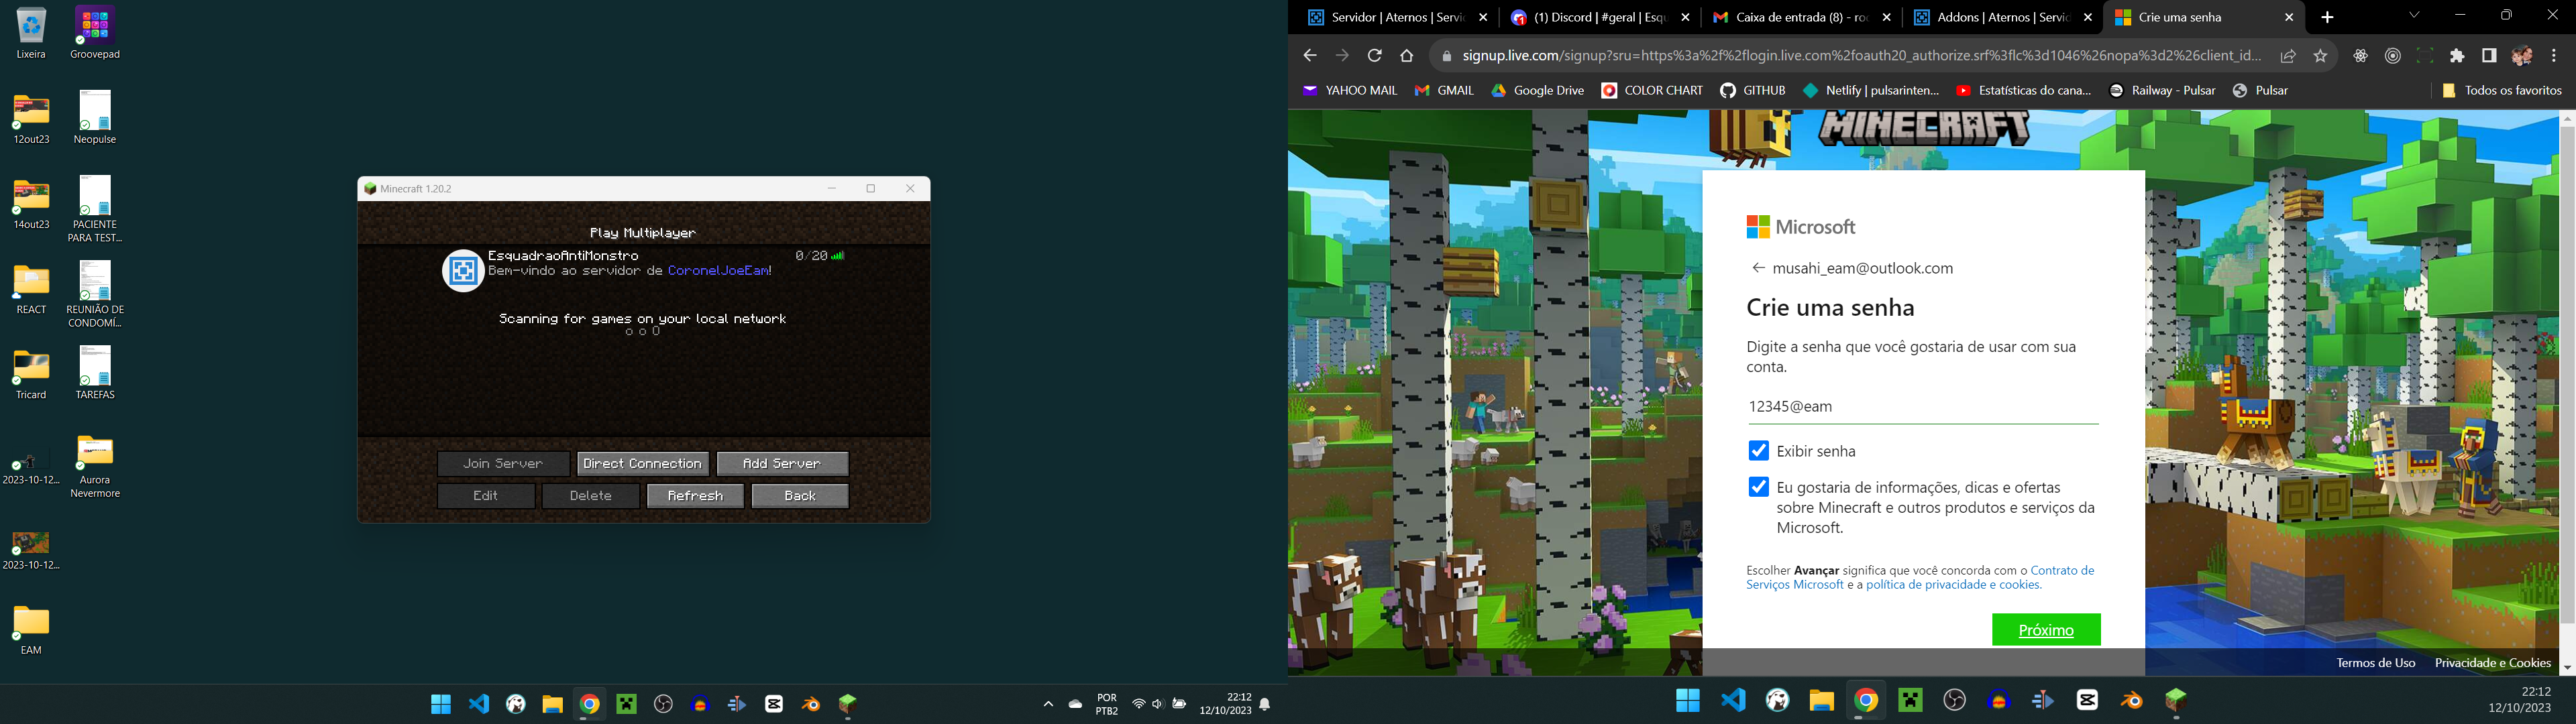 Lixeira
Groovepad
12out23
Neopulse
14out23
PACIENTE
PARA TEST...
REACT
REUNIÃO DE
CONDOMÍ...
Tricard
TAREFAS
2023-10-12...
Aurora
Nevermore
2023-10-12...
EAM
Minecraft 1.20.2
Play Multiplayer
EsquadraoAntiMonstro
0/20
Bem-vindo ao servidor de CoronelJoeEam!
Scanning for games on your local network
o o O
Join Server
Direct Connection
Add Server
Edit
Delete
Refresh
Back
POR
PTB2
22:12
12/10/2023
Servidor | Aternos | Servi
(1) Discord | #geral | Esqu
Caixa de entrada (8) - ro
Addons | Aternos | Servi
Crie uma senha
signup.live.com/signup?sru=https%3a%2f%2flogin.live.com%2foauth20_authorize.srf%3flc%3d1046%26nopa%3d2%26client_id...
YAHOO MAIL
GMAIL
Google Drive
COLOR CHART
GITHUB
Netlify | pulsarinten...
Estatísticas do cana...
Railway - Pulsar
Pulsar
Todos os favoritos
MINECRAFT
Microsoft
musahi_eam@outlook.com
Crie uma senha
Digite a senha que você gostaria de usar com sua
conta.
12345@eam
Exibir senha
Eu gostaria de informações, dicas e ofertas
sobre Minecraft e outros produtos e serviços da
Microsoft.
Escolher Avançar significa que você concorda com o Contrato de
Serviços Microsoft e a política de privacidade e cookies.
Próximo
Termos de Uso
Privacidade e Cookies
22:12
12/10/2023